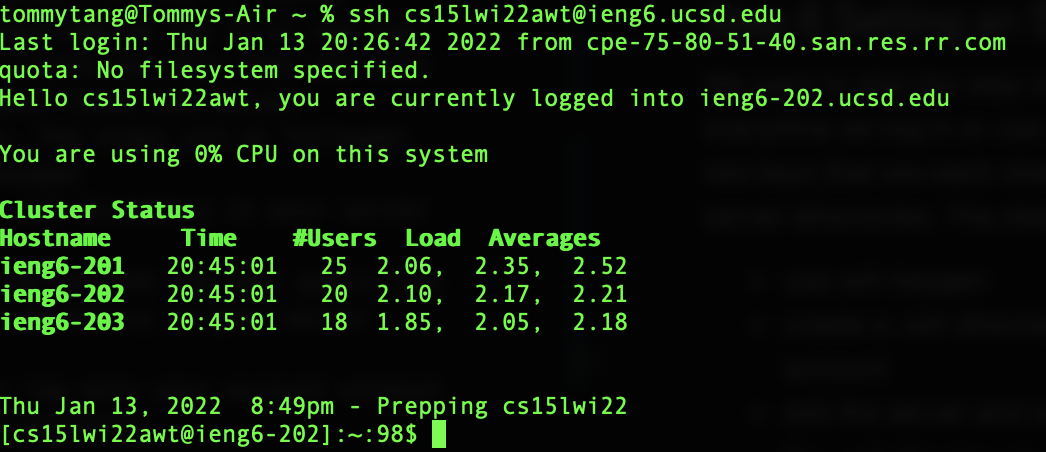 tommytang@Tommys-Air ~ % ssh cs15lwi22awt@ieng6.ucsd.edu
Last login: Thu Jan 13 20:26:42 2022 from cpe-75-80-51-40.san.res.rr.com
quota: No filesystem specified.
Hello cs15lwi22awt, you are currently logged into ieng6-202.ucsd.edu
You are using 0% CPU on this system
Cluster Status
Hostname     Time    #Users  Load  Averages
ieng6-201   20:45:01   25  2.06,  2.35,  2.52
ieng6-202   20:45:01   20  2.10,  2.17,  2.21
ieng6-203   20:45:01   18  1.85,  2.05,  2.18
Thu Jan 13, 2022  8:49pm - Prepping cs15lwi22
[cs15lwi22awt@ieng6-202]:~:98$